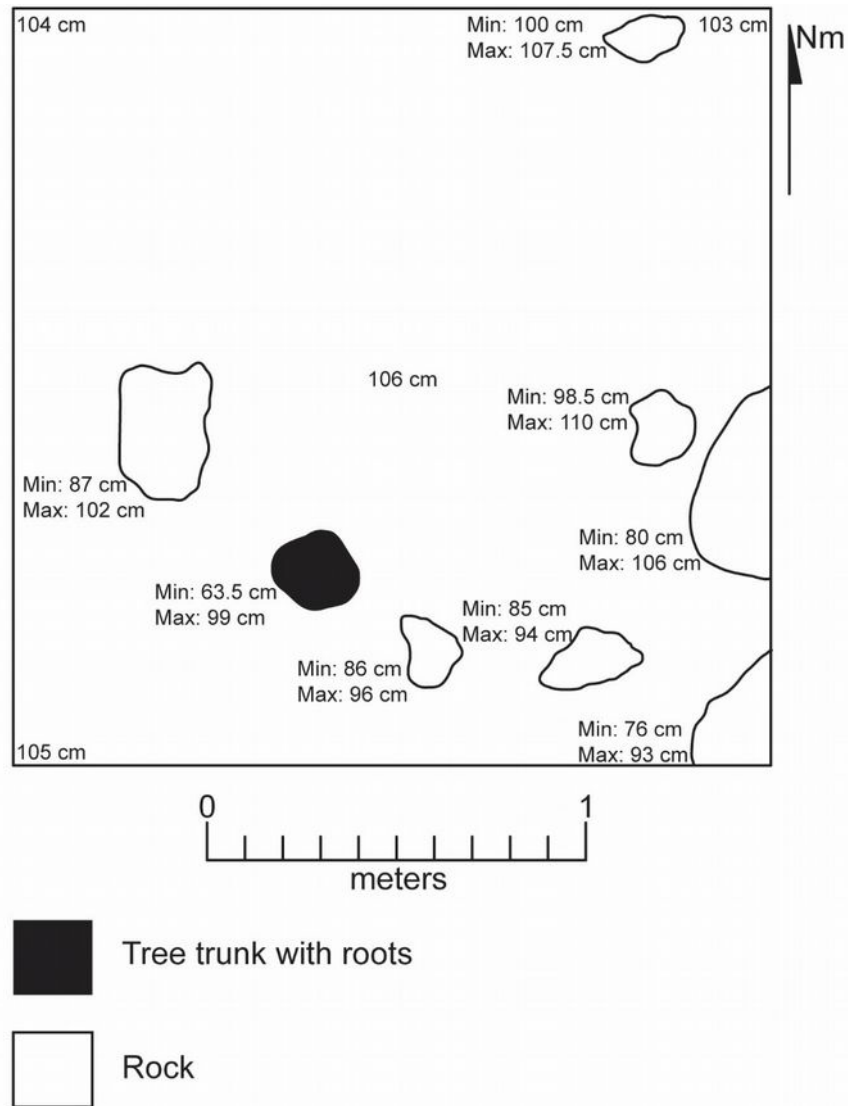 104 cm
Min: 100 cm
Max: 107.5 cm
103 cm
Nm
106 cm
Min: 98.5 cm
Max: 110 cm
Min: 87 cm
Max: 102 cm
Min: 80 cm
Max: 106 cm
Min: 63.5 cm
Max: 99 cm
Min: 85 cm
Max: 94 cm
Min: 86 cm
Max: 96 cm
Min: 76 cm
Max: 93 cm
105 cm
0 1
meters
Tree trunk with roots
Rock